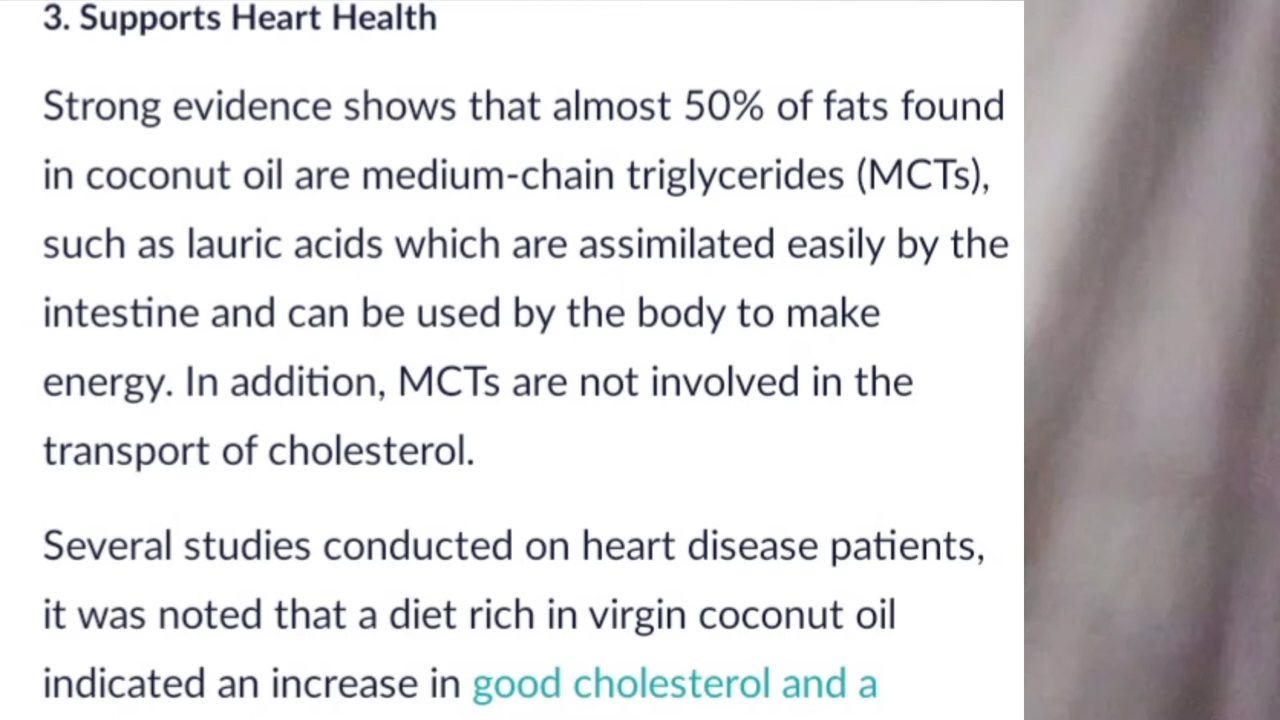 3. Supports Heart Health
Strong evidence shows that almost 50% of fats found
in coconut oil are medium-chain triglycerides (MCTs),
such as lauric acids which are assimilated easily by the
intestine and can be used by the body to make
energy. In addition, MCTs are not involved in the
transport of cholesterol.
Several studies conducted on heart disease patients,
it was noted that a diet rich in virgin coconut oil
indicated an increase in good cholesterol and a